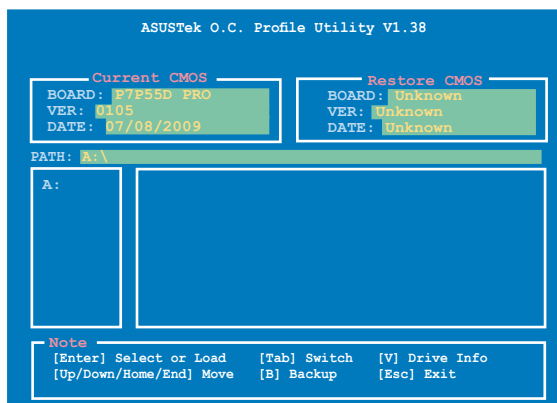 ASUSTek O.C. Profile Utility V1.38
Current CMOS
BOARD: P7P55D PRO
VER: 0105
DATE: 07/08/2009
Restore CMOS
BOARD: Unknown
VER: Unknown
DATE: Unknown
PATH: A:\
A:
Note
[Enter] Select or Load [Tab] Switch [V] Drive Info
[Up/Down/Home/End] Move [B] Backup [Esc] Exit